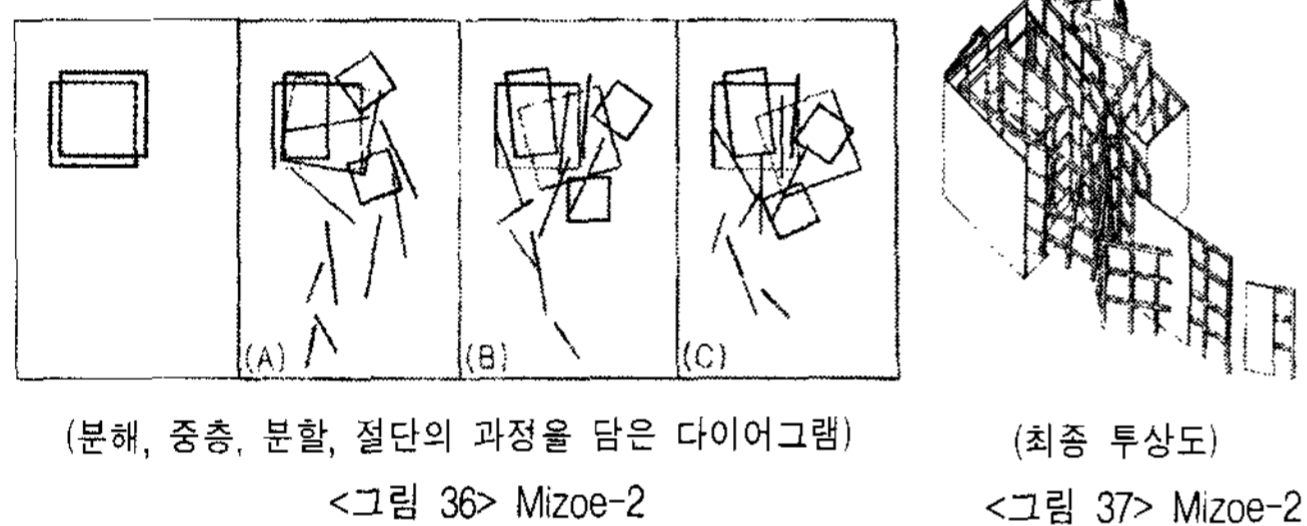 (A)
(B)
(C)
(분해, 중층, 분할, 절단의 과정을 담은 다이어그램)
<그림 36> Mizoe-2
(최종 투상도)
<그림 37> Mizoe-2